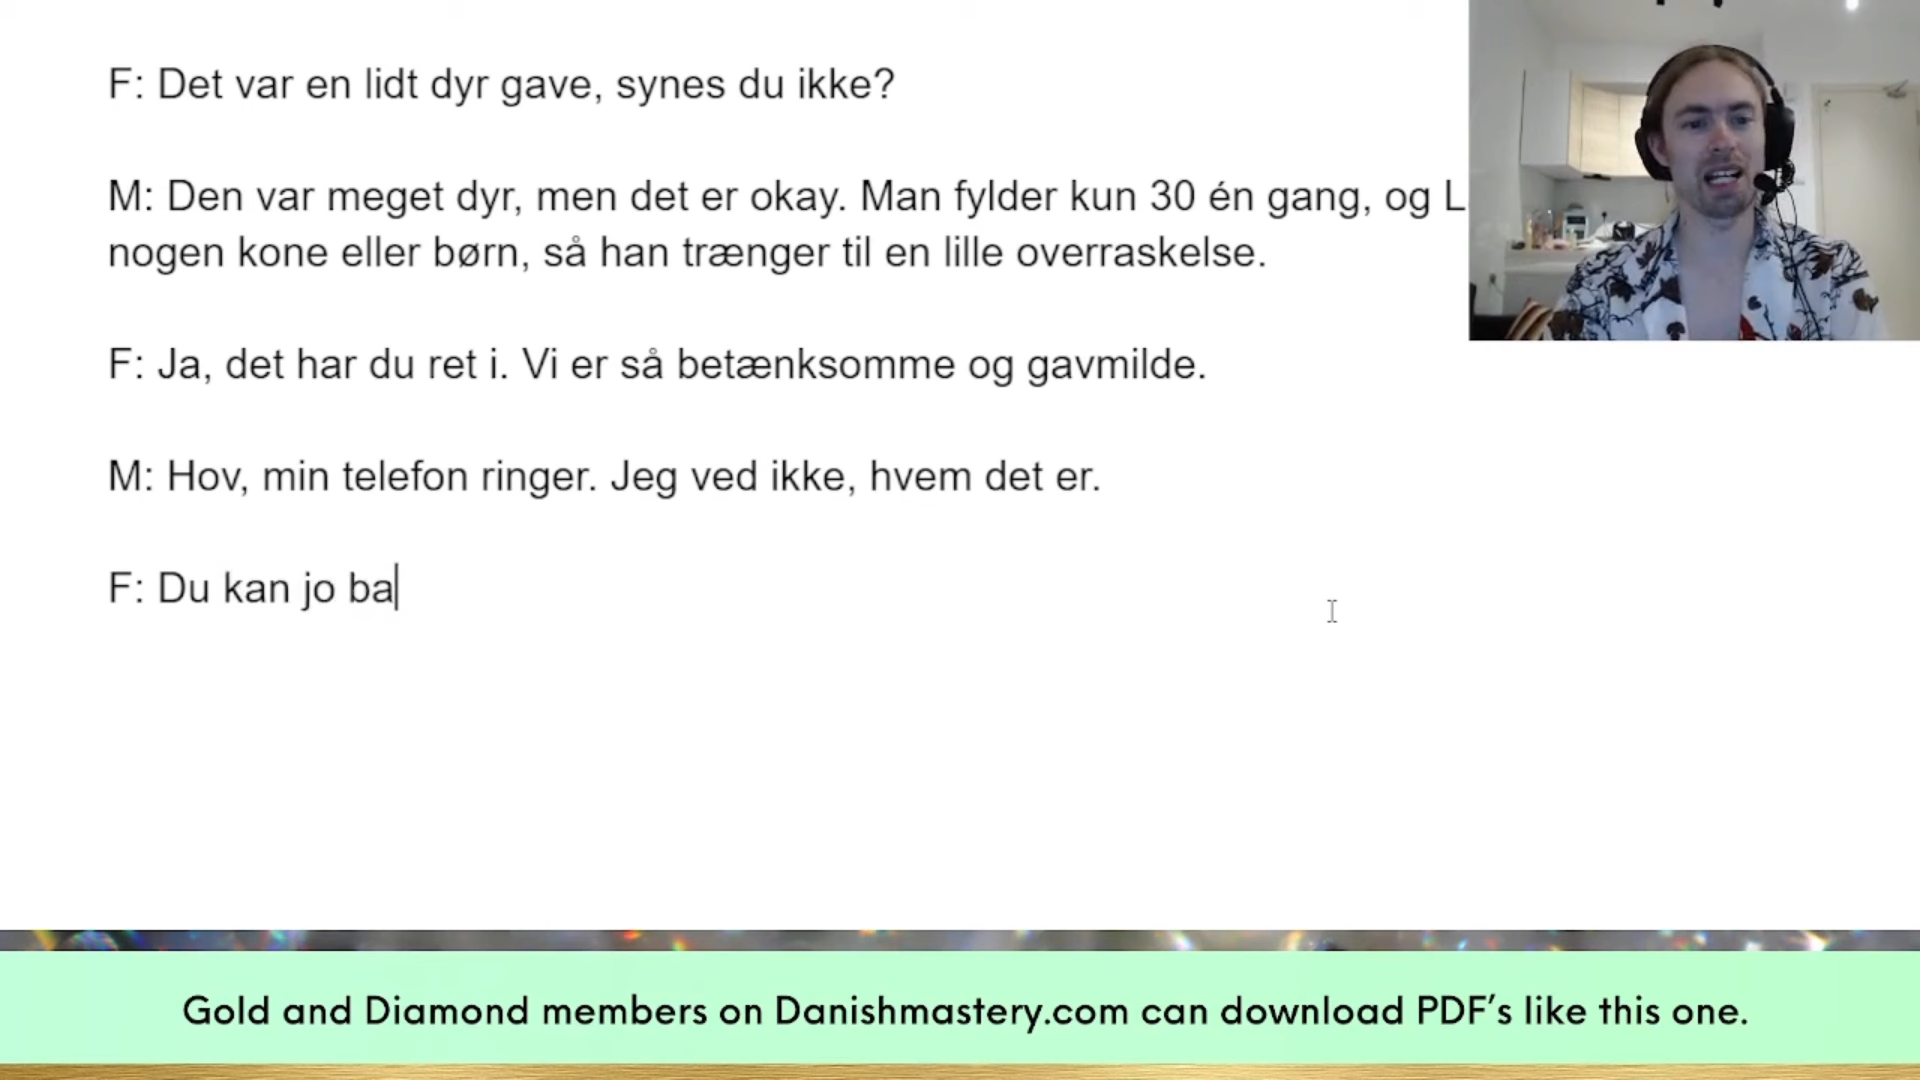 F: Det var en lidt dyr gave, synes du ikke?
M: Den var meget dyr, men det er okay. Man fylder kun 30 én gang, og L
nogen kone eller børn, så han trænger til en lille overraskelse.
F: Ja, det har du ret i. Vi er så betænksomme og gavmilde.
M: Hov, min telefon ringer. Jeg ved ikke, hvem det er.
F: Du kan jo ba
Gold and Diamond members on Danishmastery.com can download PDF’s like this one.